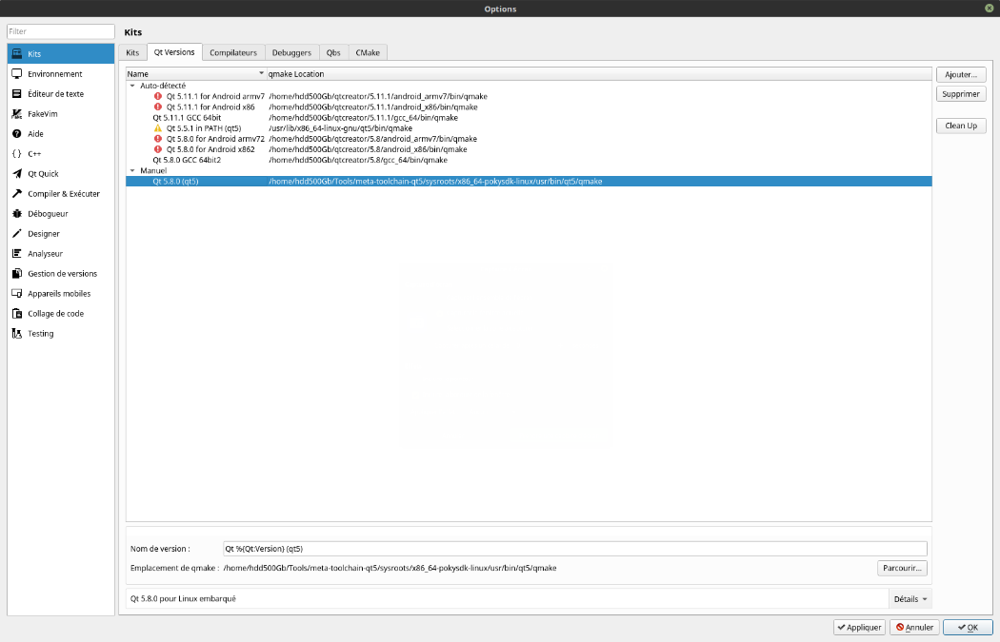 Options
Filter
Kits
Environnement
Éditeur de texte
FakeVim
Aide
C++
Qt Quick
Compiler & Exécuter
Débogueur
Designer
Analyseur
Gestion de versions
Appareils mobiles
Collage de code
Testing
Kits
Kits Qt Versions Compilateurs Debuggers Qbs CMake
Name qmake Location
Auto-détecté
Qt 5.11.1 for Android armv7 /home/hdd500Gb/qtcreator/5.11.1/android_armv7/bin/qmake
Qt 5.11.1 for Android x86 /home/hdd500Gb/qtcreator/5.11.1/android_x86/bin/qmake
Qt 5.11.1 GCC 64bit /home/hdd500Gb/qtcreator/5.11.1/gcc_64/bin/qmake
Qt 5.5.1 in PATH (qt5) /usr/lib/x86_64-linux-gnu/qt5/bin/qmake
Qt 5.8.0 for Android armv72 /home/hdd500Gb/qtcreator/5.8/android_armv7/bin/qmake
Qt 5.8.0 for Android x862 /home/hdd500Gb/qtcreator/5.8/android_x86/bin/qmake
Qt 5.8.0 GCC 64bit2 /home/hdd500Gb/qtcreator/5.8/gcc_64/bin/qmake
Manuel
Qt 5.8.0 (qt5) /home/hdd500Gb/Tools/meta-toolchain-qt5/sysroots/x86_64-pokysdk-linux/usr/bin/qt5/qmake
Ajouter...
Supprimer
Clean Up
Nom de version : Qt %{Qt:Version} (qt5)
Emplacement de qmake : /home/hdd500Gb/Tools/meta-toolchain-qt5/sysroots/x86_64-pokysdk-linux/usr/bin/qt5/qmake Parcourir...
Qt 5.8.0 pour Linux embarqué Détails
Appliquer Annuler OK